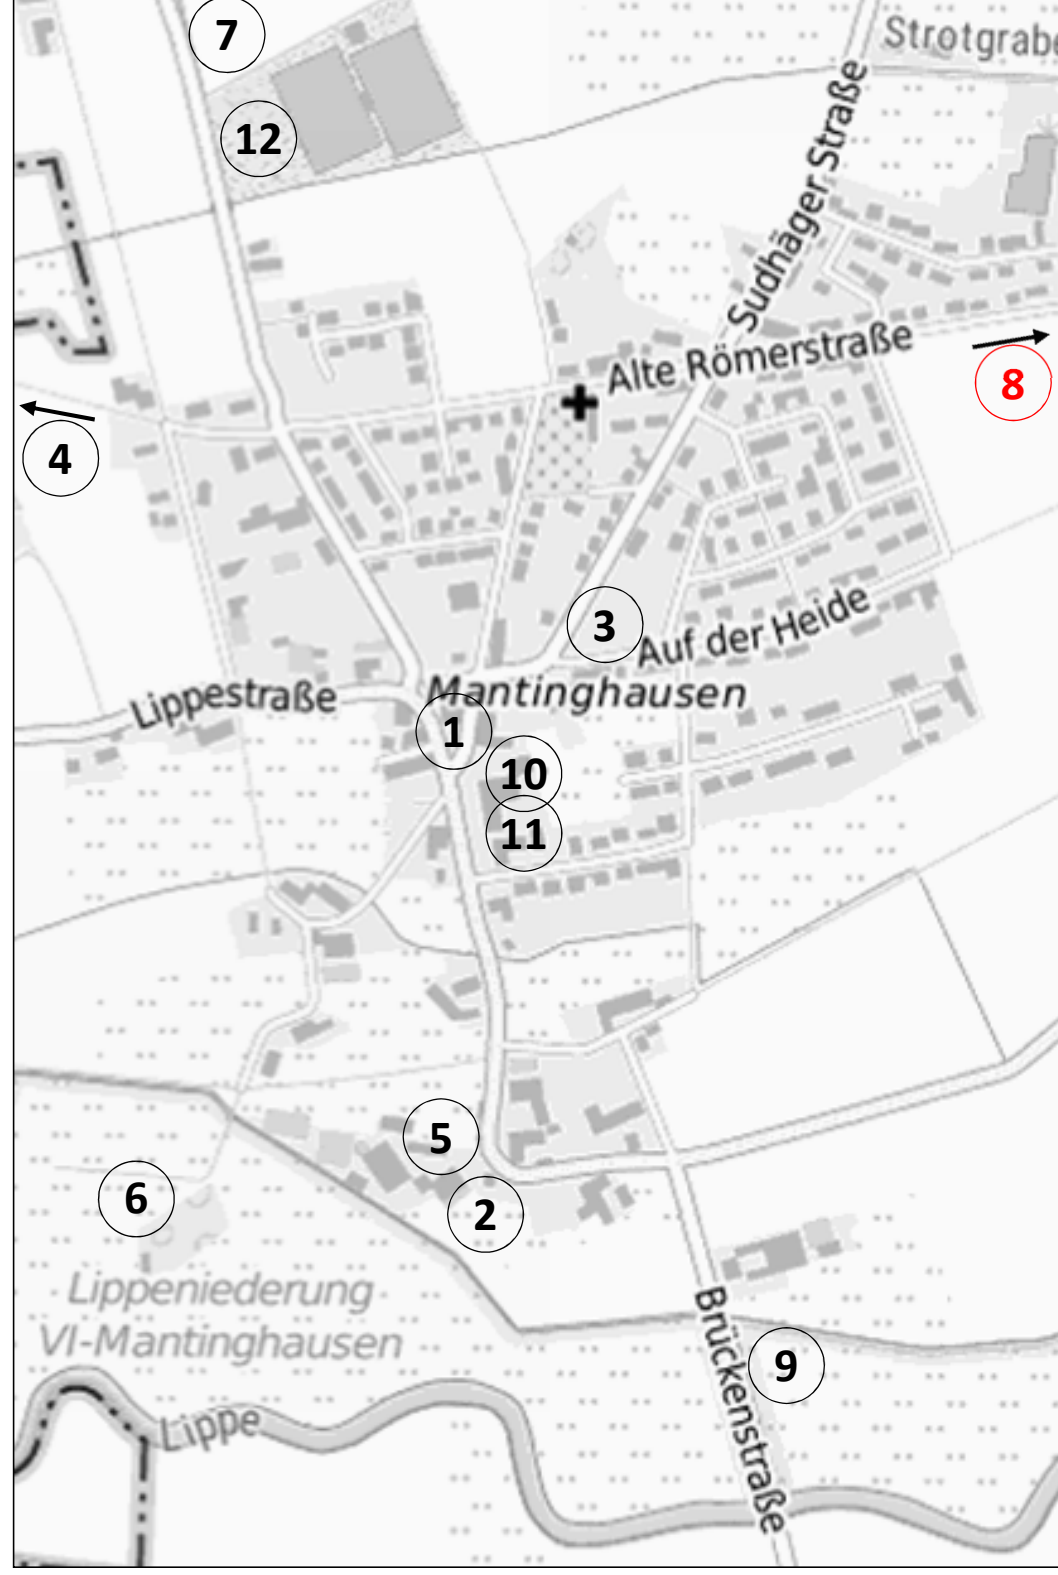 7
Strotgrabe
12
Sudhäger Straße
Alte Römerstraße
8
4
3
Auf der Heide
Mantinghausen
Lippestraße
1
10
11
5
6
2
Lippeniederung
VI-Mantinghausen
Brückenstraße
9
Lippe